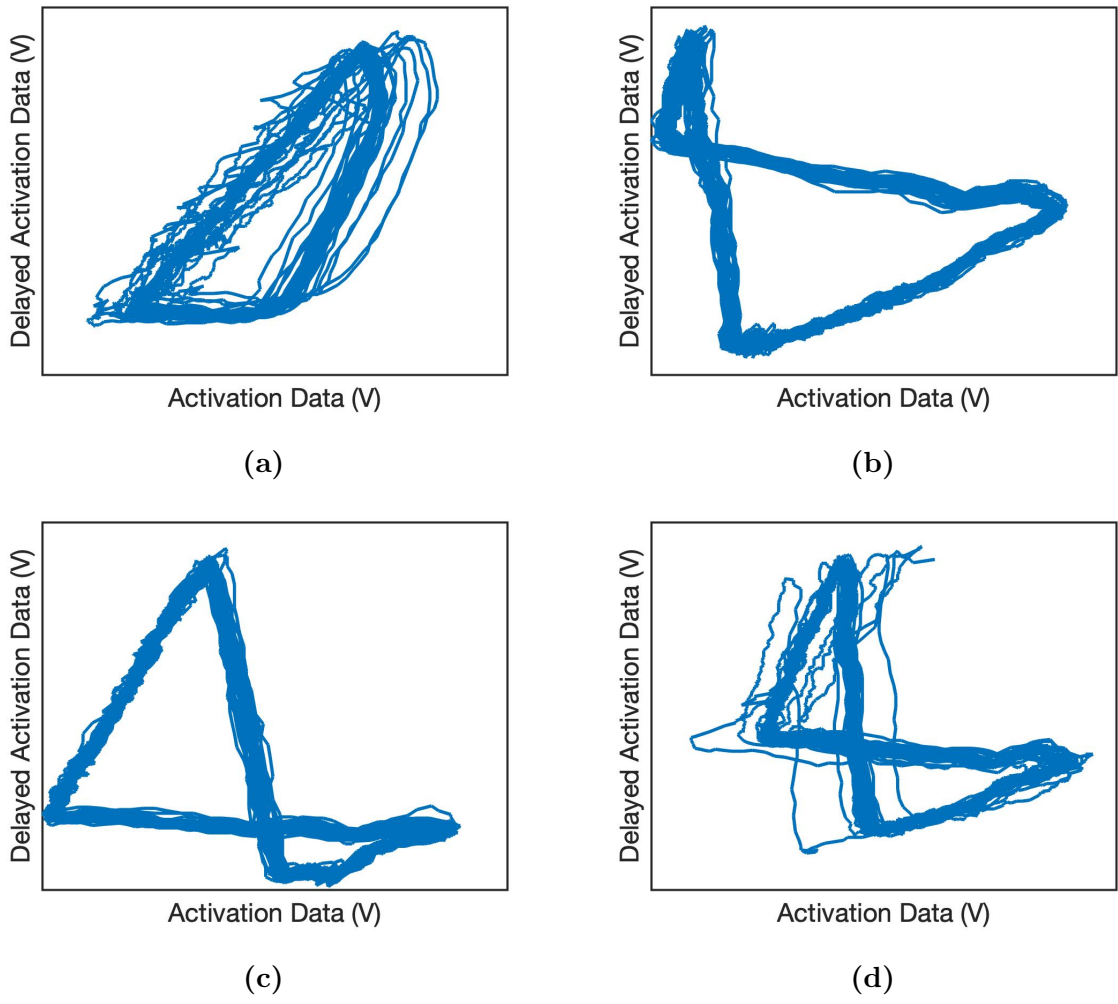 Delayed Activation Data (V)
Activation Data (V)
(a)
Delayed Activation Data (V)
Activation Data (V)
(b)
Delayed Activation Data (V)
Activation Data (V)
(c)
Delayed Activation Data (V)
Activation Data (V)
(d)